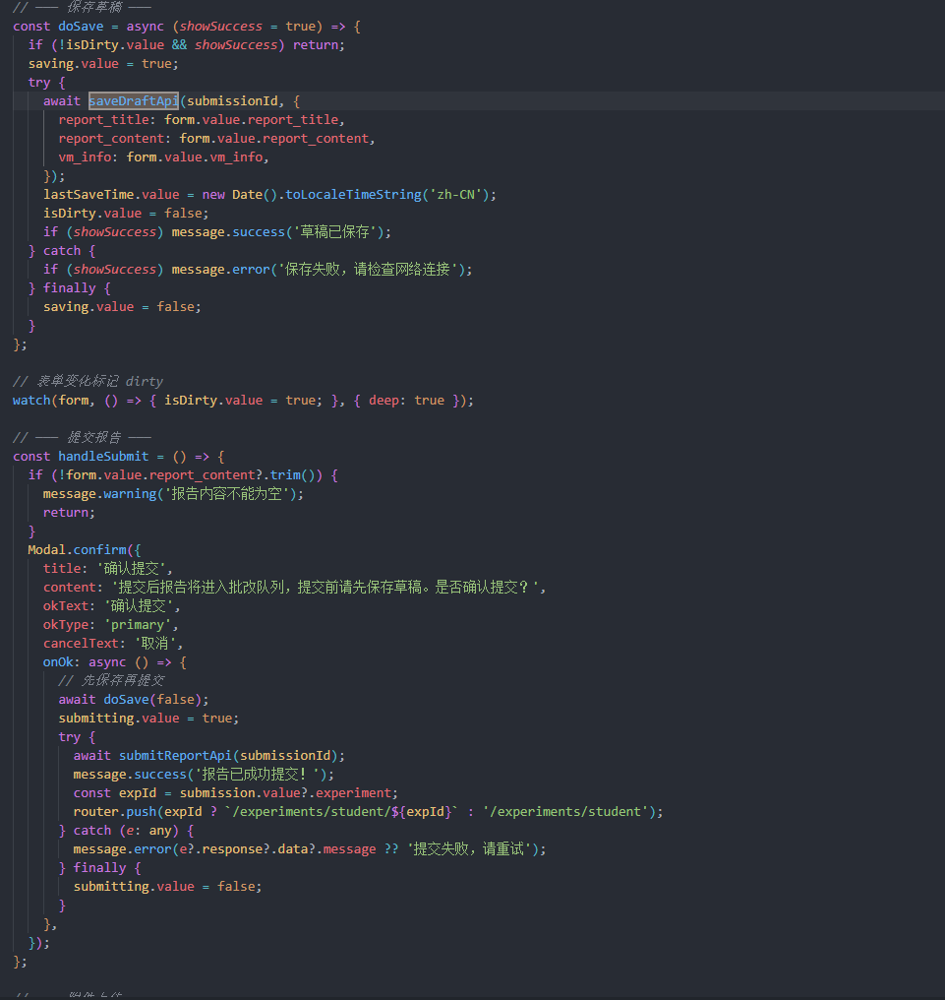 // —— 保存草稿 ——
const doSave = async (showSuccess = true) => {
  if (!isDirty.value && showSuccess) return;
  saving.value = true;
  try {
    await saveDraftApi(submissionId, {
      report_title: form.value.report_title,
      report_content: form.value.report_content,
      vm_info: form.value.vm_info,
    });
    lastSaveTime.value = new Date().toLocaleTimeString('zh-CN');
    isDirty.value = false;
    if (showSuccess) message.success('草稿已保存');
  } catch {
    if (showSuccess) message.error('保存失败，请检查网络连接');
  } finally {
    saving.value = false;
  }
};

// 表单变化标记 dirty
watch(form, () => { isDirty.value = true; }, { deep: true });

// —— 提交报告 ——
const handleSubmit = () => {
  if (!form.value.report_content?.trim()) {
    message.warning('报告内容不能为空');
    return;
  }
  Modal.confirm({
    title: '确认提交',
    content: '提交后报告将进入批改队列，提交前请先保存草稿。是否确认提交？',
    okText: '确认提交',
    okType: 'primary',
    cancelText: '取消',
    onOk: async () => {
      // 先保存再提交
      await doSave(false);
      submitting.value = true;
      try {
        await submitReportApi(submissionId);
        message.success('报告已成功提交！');
        const expId = submission.value?.experiment;
        router.push(expId ? `/experiments/student/${expId}` : '/experiments/student');
      } catch (e: any) {
        message.error(e?.response?.data?.message ?? '提交失败，请重试');
      } finally {
        submitting.value = false;
      }
    },
  });
};